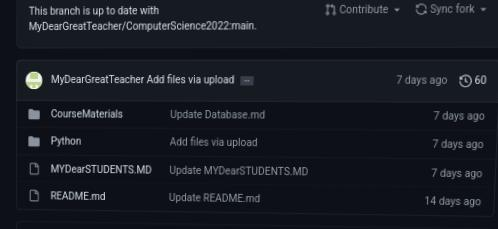 This branch is up to date with Contribute Sync fork
MyDearGreatTeacher/ComputerScience2022:main.
MyDearGreatTeacher Add files via upload ... 7 days ago 60
CourseMaterials Update Database.md 7 days ago
Python Add files via upload 7 days ago
MYDearSTUDENTS.MD Update MYDearSTUDENTS.MD 7 days ago
README.md Update README.md 14 days ago